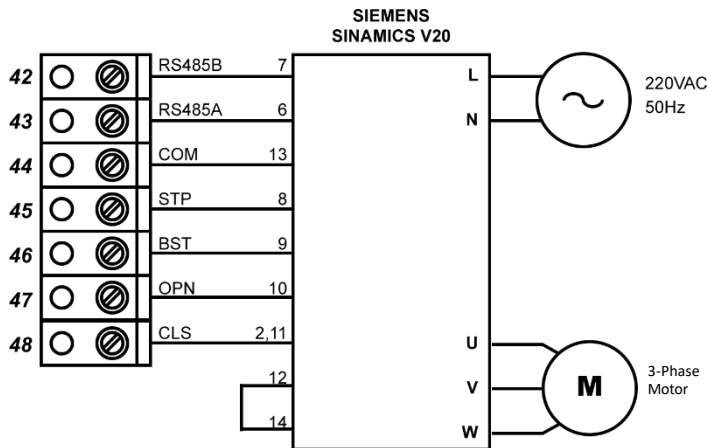 SIEMENS
SINAMICS V20
42 RS485B 7
L
220VAC
50Hz
43 RS485A 6
N
44 COM 13
45 STP 8
46 BST 9
47 OPN 10
48 CLS 2,11
U
12
V
M
3-Phase
Motor
14
W